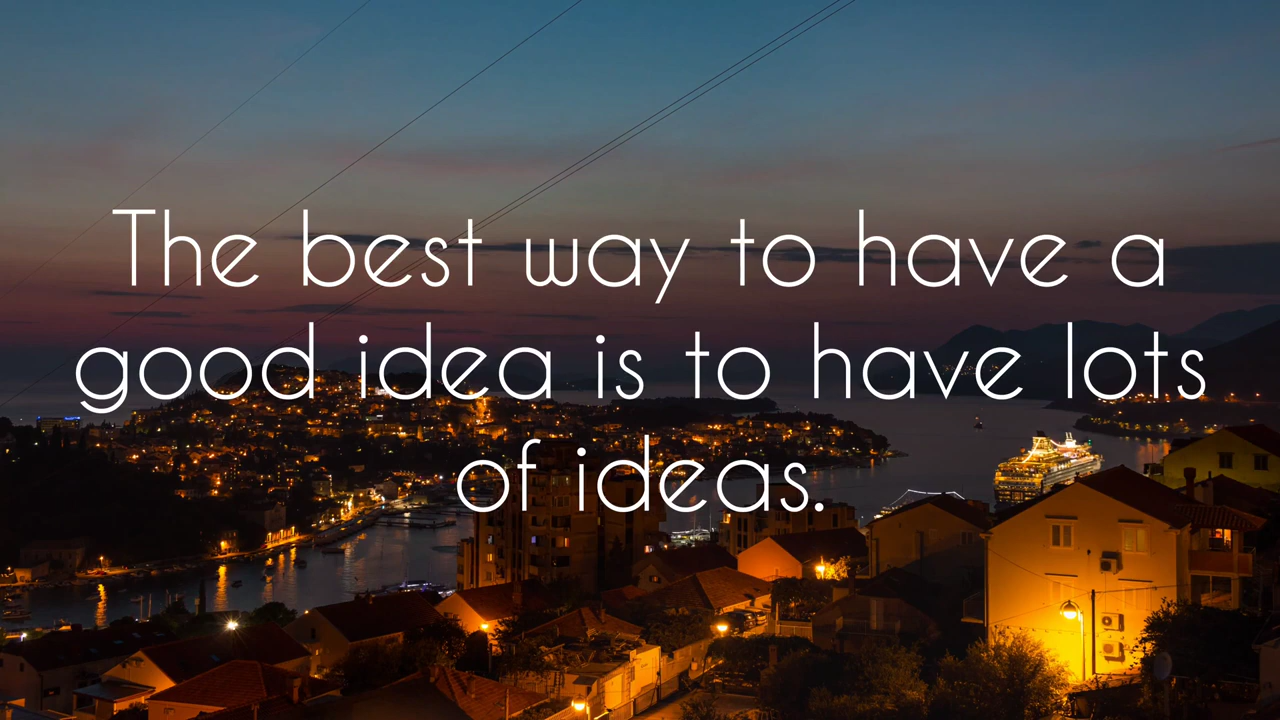 The best way to have a
good idea is to have lots
of ideas.